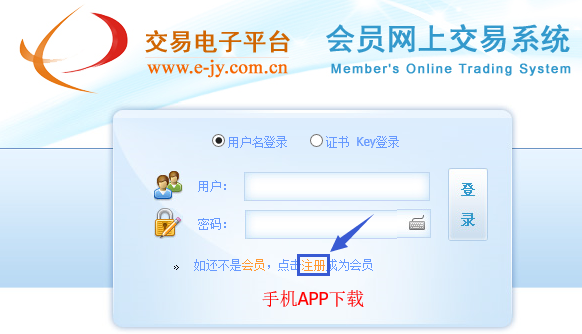 交易电子平台
www.e-jy.com.cn
会员网上交易系统
Member's Online Trading System
用户名登录 证书 Key登录
用户：
密码：
登录
如还不是会员，点击注册成为会员
手机APP下载